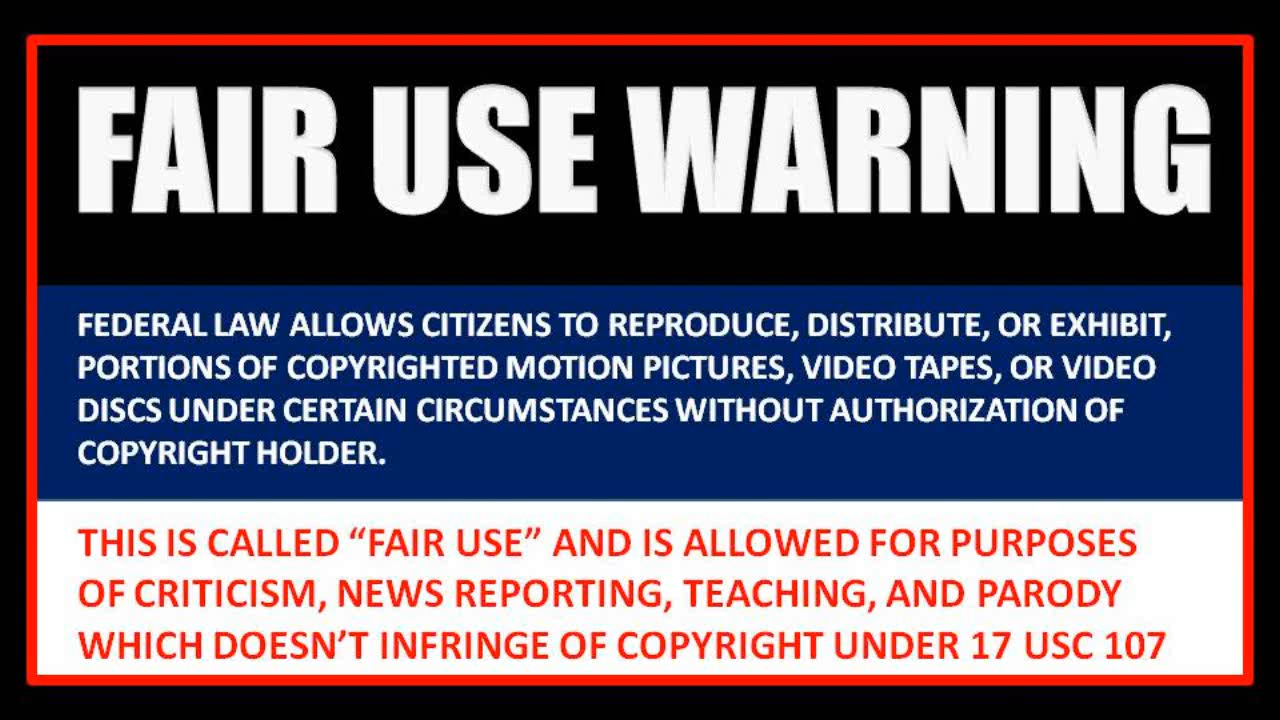 FAIR USE WARNING
FEDERAL LAW ALLOWS CITIZENS TO REPRODUCE, DISTRIBUTE, OR EXHIBIT,
PORTIONS OF COPYRIGHTED MOTION PICTURES, VIDEO TAPES, OR VIDEO
DISCS UNDER CERTAIN CIRCUMSTANCES WITHOUT AUTHORIZATION OF
COPYRIGHT HOLDER.
THIS IS CALLED “FAIR USE” AND IS ALLOWED FOR PURPOSES
OF CRITICISM, NEWS REPORTING, TEACHING, AND PARODY
WHICH DOESN’T INFRINGE OF COPYRIGHT UNDER 17 USC 107